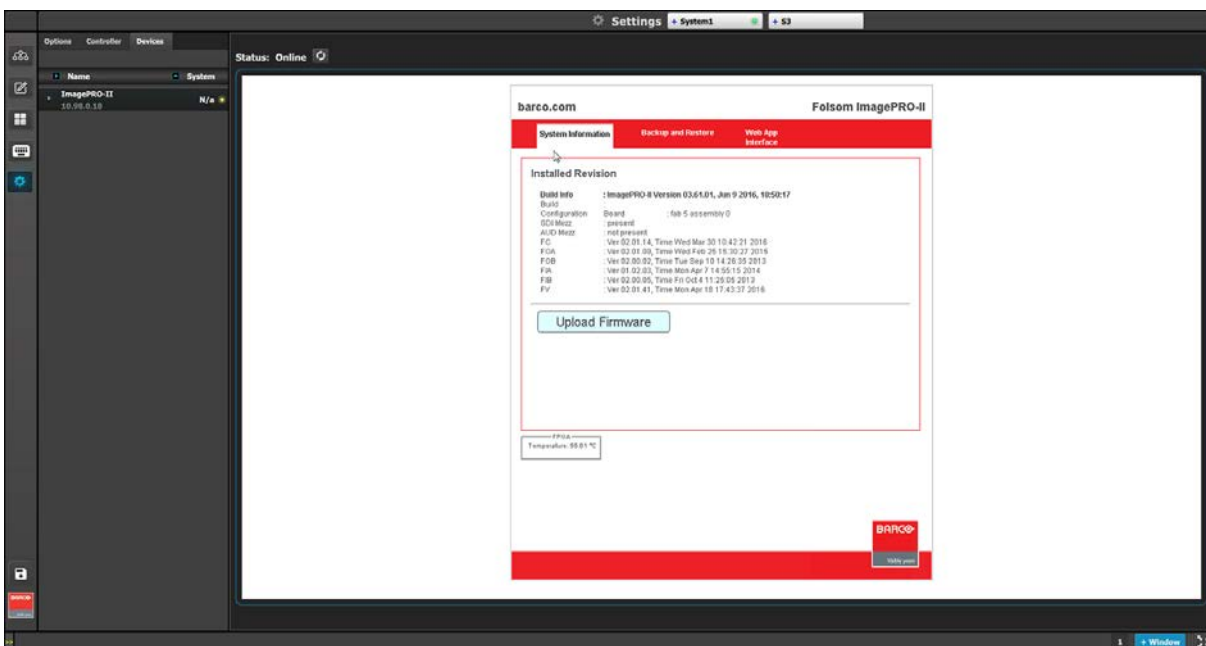 Settings + System1 + S3
Options Controller Devices
Status: Online
Name System
ImagePRO-II N/a
10.98.0.10
barco.com Folsom ImagePRO-II
System Information Backup and Restore Web App
Interface
Installed Revision
Build Info : ImagePRO-II Version 03.61.01, Jun 9 2016, 10:50:17
Build :
Configuration Board : fab 5 assembly 0
SDI Mezz : present
AUD Mezz : not present
FC : Ver 02.01.14, Time Wed Mar 30 10:42:21 2016
FOA : Ver 02.01.00, Time Wed Feb
FOB : Ver 02.00.02, Time Tue Sep 10 14:26:35 2013
FIA : Ver 01.02.03, Time Mon Apr 7 14:55:15 2014
FIB : Ver 02.00.05, Time Fri Oct 4 11:26:05 2013
FV : Ver 02.01.41, Time Mon Apr 18 17:43:37 2016
Upload Firmware
Temperature: ºC
BARCO
BARCO
1 + Window